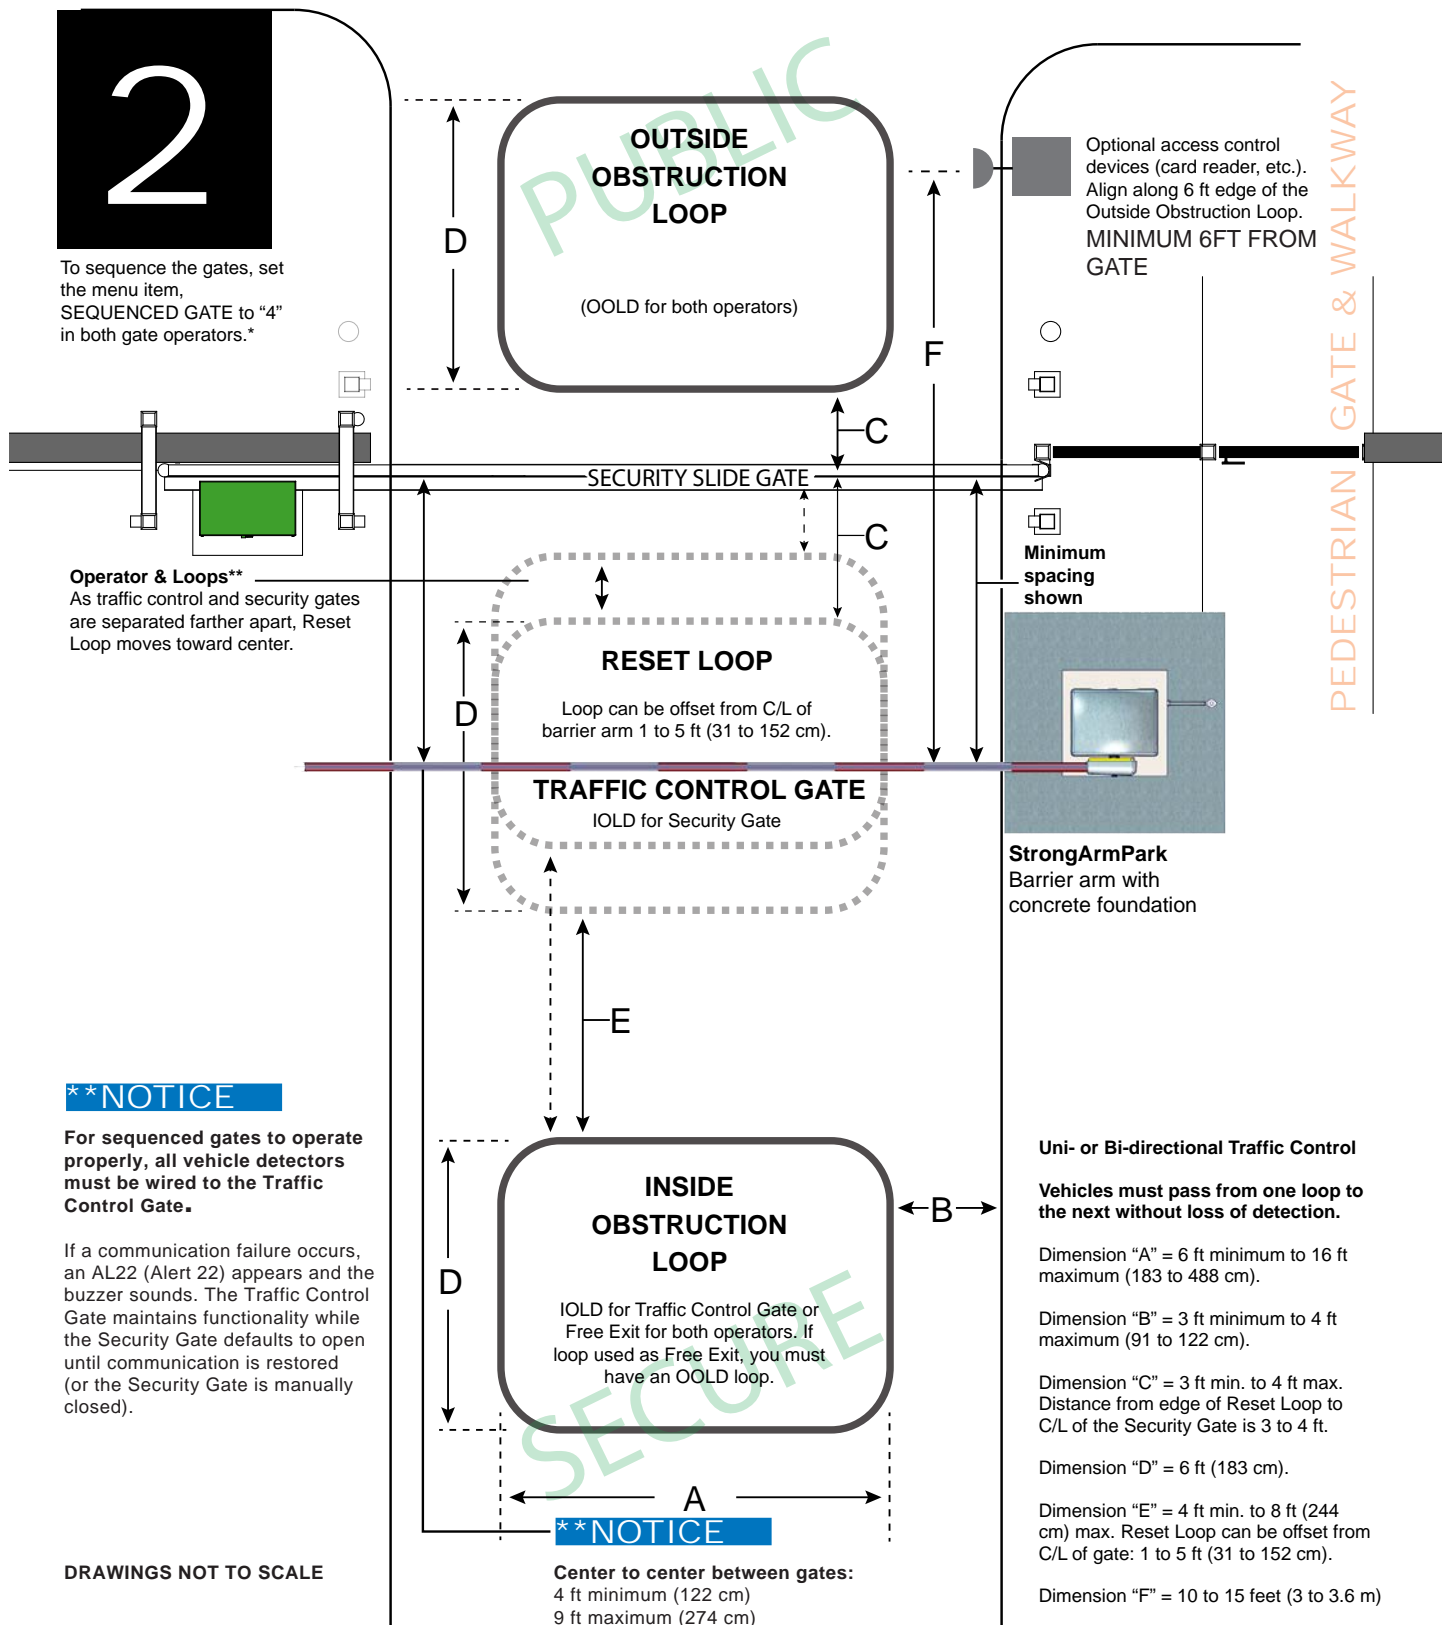 2
To sequence the gates, set
the menu item,
SEQUENCED GATE to “4”
in both gate operators.*
PUBLIC
OUTSIDE
OBSTRUCTION
LOOP
(OOLD for both operators)
D
Optional access control
devices (card reader, etc.).
Align along 6 ft edge of the
Outside Obstruction Loop.
MINIMUM 6FT FROM
GATE
PEDESTRIAN GATE & WALKWAY
F
C
SECURITY SLIDE GATE
C
Operator & Loops**
As traffic control and security gates
are separated farther apart, Reset
Loop moves toward center.
Minimum
spacing
shown
D
RESET LOOP
Loop can be offset from C/L of
barrier arm 1 to 5 ft (31 to 152 cm).
TRAFFIC CONTROL GATE
IOLD for Security Gate
StrongArmPark
Barrier arm with
concrete foundation
E
**NOTICE
For sequenced gates to operate
properly, all vehicle detectors
must be wired to the Traffic
Control Gate.
If a communication failure occurs,
an AL22 (Alert 22) appears and the
buzzer sounds. The Traffic Control
Gate maintains functionality while
the Security Gate defaults to open
until communication is restored
(or the Security Gate is manually
closed).
DRAWINGS NOT TO SCALE
D
INSIDE
OBSTRUCTION
LOOP
IOLD for Traffic Control Gate or
Free Exit for both operators. If
loop used as Free Exit, you must
have an OOLD loop.
SECURE
B
A
**NOTICE
Center to center between gates:
4 ft minimum (122 cm)
9 ft maximum (274 cm)
Uni- or Bi-directional Traffic Control
Vehicles must pass from one loop to
the next without loss of detection.
Dimension “A” = 6 ft minimum to 16 ft
maximum (183 to 488 cm).
Dimension “B” = 3 ft minimum to 4 ft
maximum (91 to 122 cm).
Dimension “C” = 3 ft min. to 4 ft max.
Distance from edge of Reset Loop to
C/L of the Security Gate is 3 to 4 ft.
Dimension “D” = 6 ft (183 cm).
Dimension “E” = 4 ft min. to 8 ft (244
cm) max. Reset Loop can be offset from
C/L of gate: 1 to 5 ft (31 to 152 cm).
Dimension “F” = 10 to 15 feet (3 to 3.6 m)